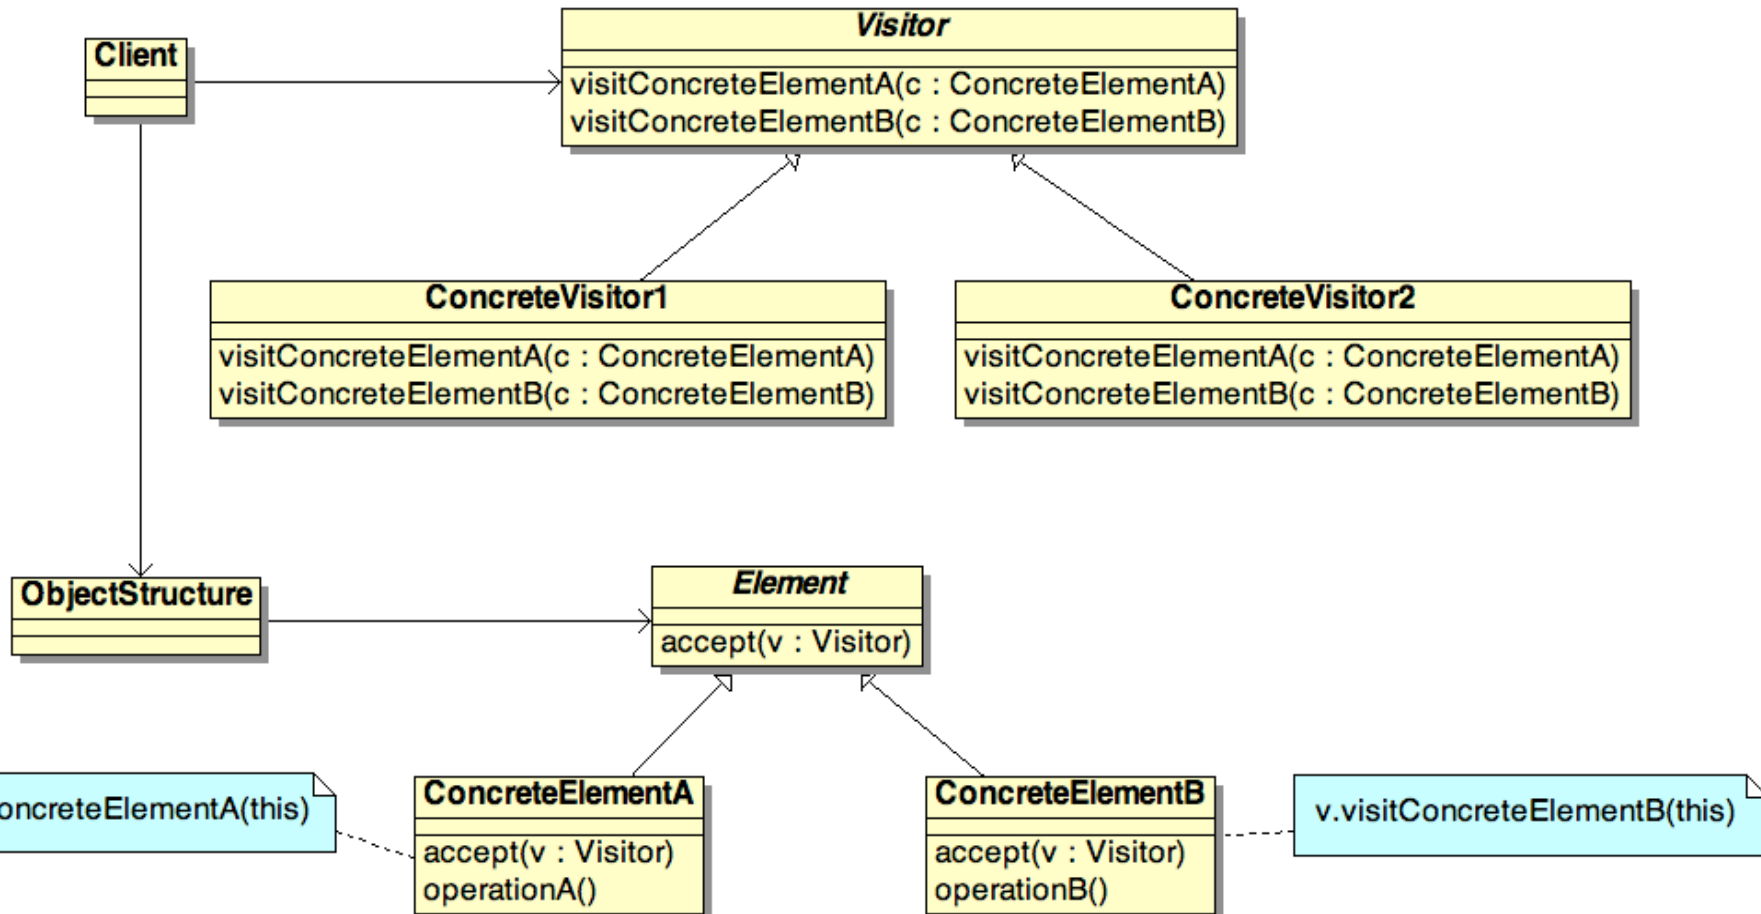 Visitor
Client
visitConcreteElementA(c : ConcreteElementA)
visitConcreteElementB(c : ConcreteElementB)
ConcreteVisitor1
visitConcreteElementA(c : ConcreteElementA)
visitConcreteElementB(c : ConcreteElementB)
ConcreteVisitor2
visitConcreteElementA(c : ConcreteElementA)
visitConcreteElementB(c : ConcreteElementB)
ObjectStructure
Element
accept(v : Visitor)
oncreteElementA(this)
ConcreteElementA
accept(v : Visitor)
operationA()
ConcreteElementB
accept(v : Visitor)
operationB()
v.visitConcreteElementB(this)